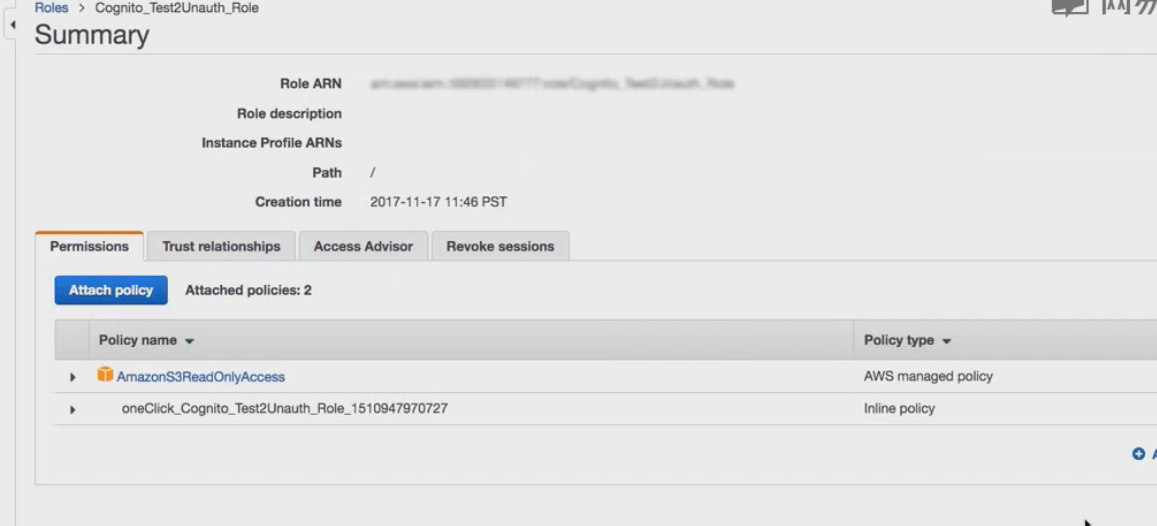 Roles > Cognito_Test2Unauth_Role
Summary
Role ARN
Role description
Instance Profile ARNs
Path /
Creation time 2017-11-17 11:46 PST
Permissions Trust relationships Access Advisor Revoke sessions
Attach policy Attached policies: 2
Policy name Policy type
AmazonS3ReadOnlyAccess AWS managed policy
oneClick_Cognito_Test2Unauth_Role_1510947970727 Inline policy